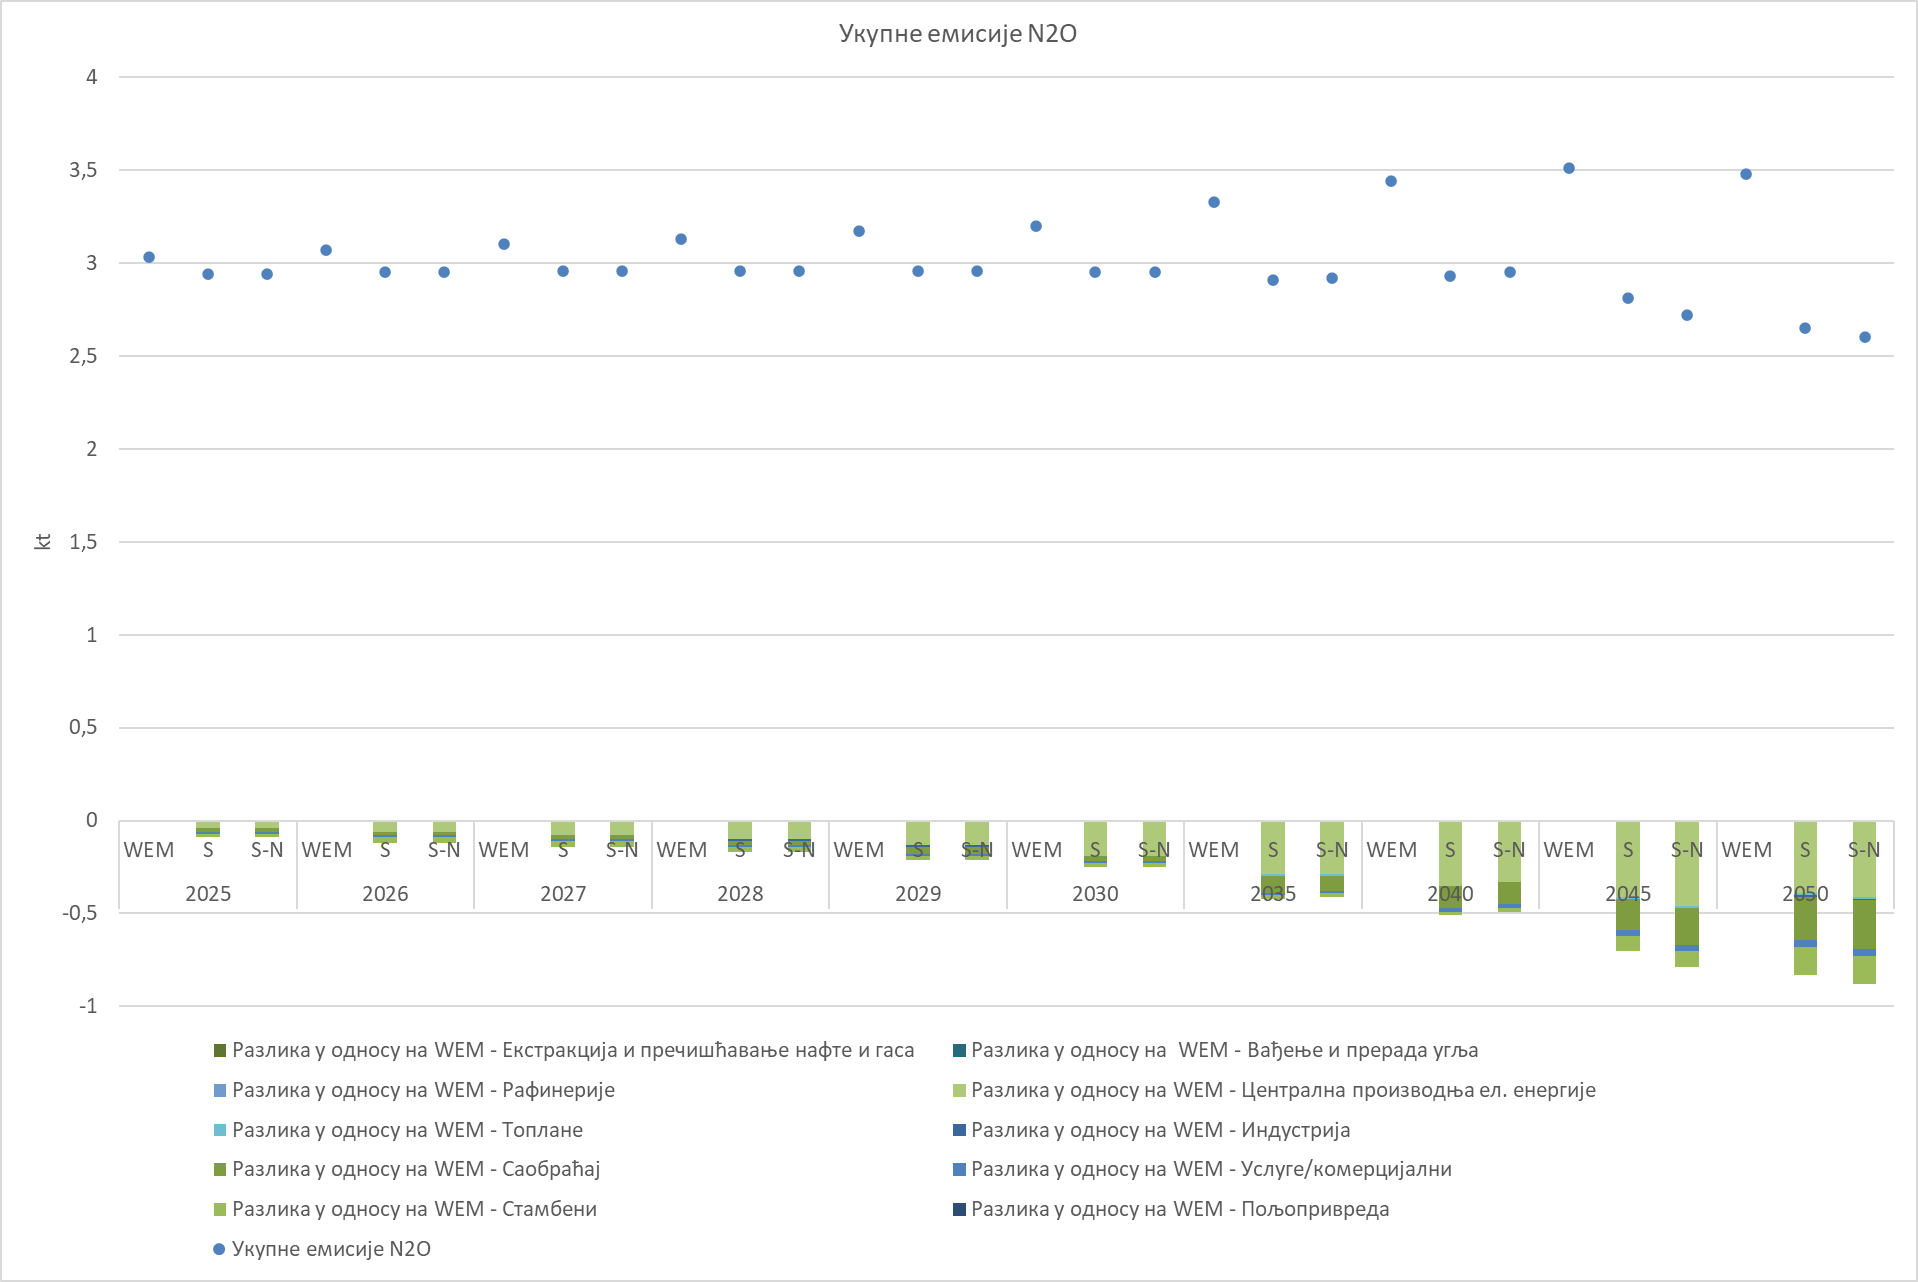 Укупне емисије N2O
4
3,5
3
2,5
2
1,5
1
0,5
0
-0,5
-1
kt
WEM S S-N WEM S S-N WEM S S-N WEM S S-N WEM S S-N WEM S S-N WEM S S-N WEM S S-N WEM S S-N WEM S S-N
2025 2026 2027 2028 2029 2030 2035 2040 2045 2050
Разлика у односу на WEM - Екстракција и пречишћавање нафте и гаса
Разлика у односу на WEM - Вађење и прерада угља
Разлика у односу на WEM - Рафинерије
Разлика у односу на WEM - Централна производња ел. енергије
Разлика у односу на WEM - Топлане
Разлика у односу на WEM - Индустрија
Разлика у односу на WEM - Саобраћај
Разлика у односу на WEM - Услуге/комерцијални
Разлика у односу на WEM - Стамбени
Разлика у односу на WEM - Пољопривреда
Укупне емисије N2O